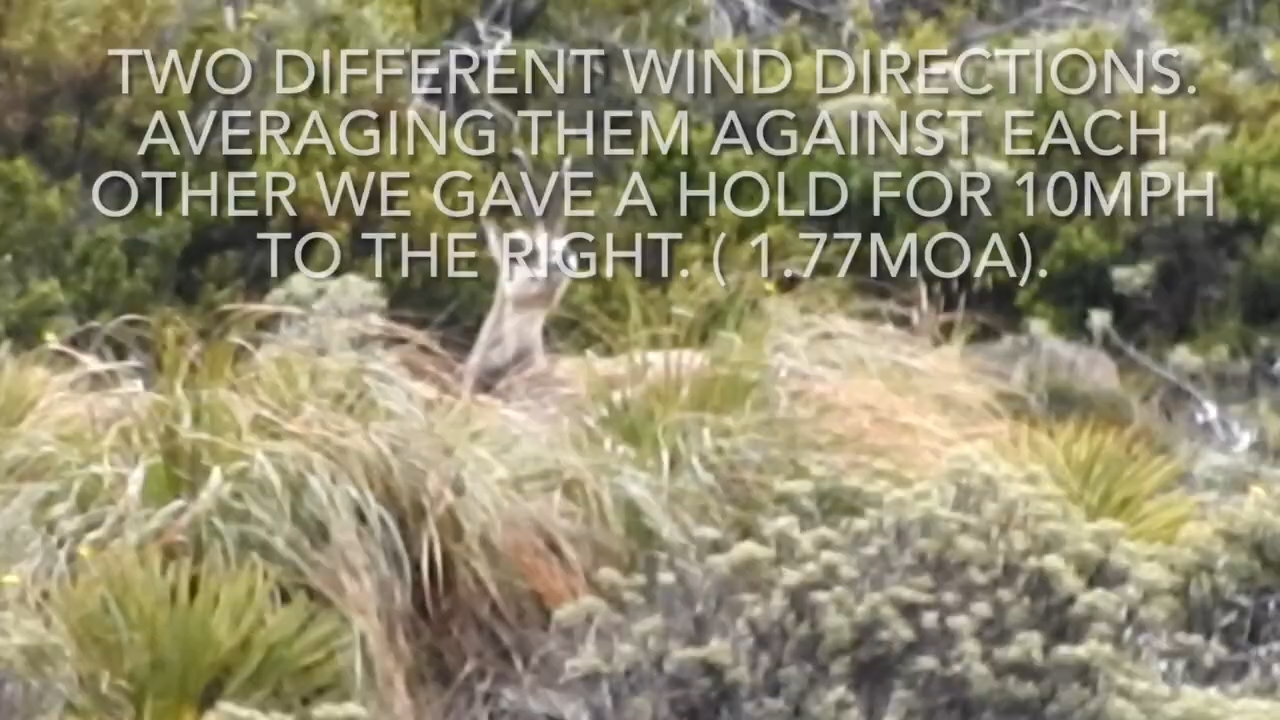 TWO DIFFERENT WIND DIRECTIONS.
AVERAGING THEM AGAINST EACH
OTHER WE GAVE A HOLD FOR 10MPH
TO THE RIGHT. ( 1.77MOA).